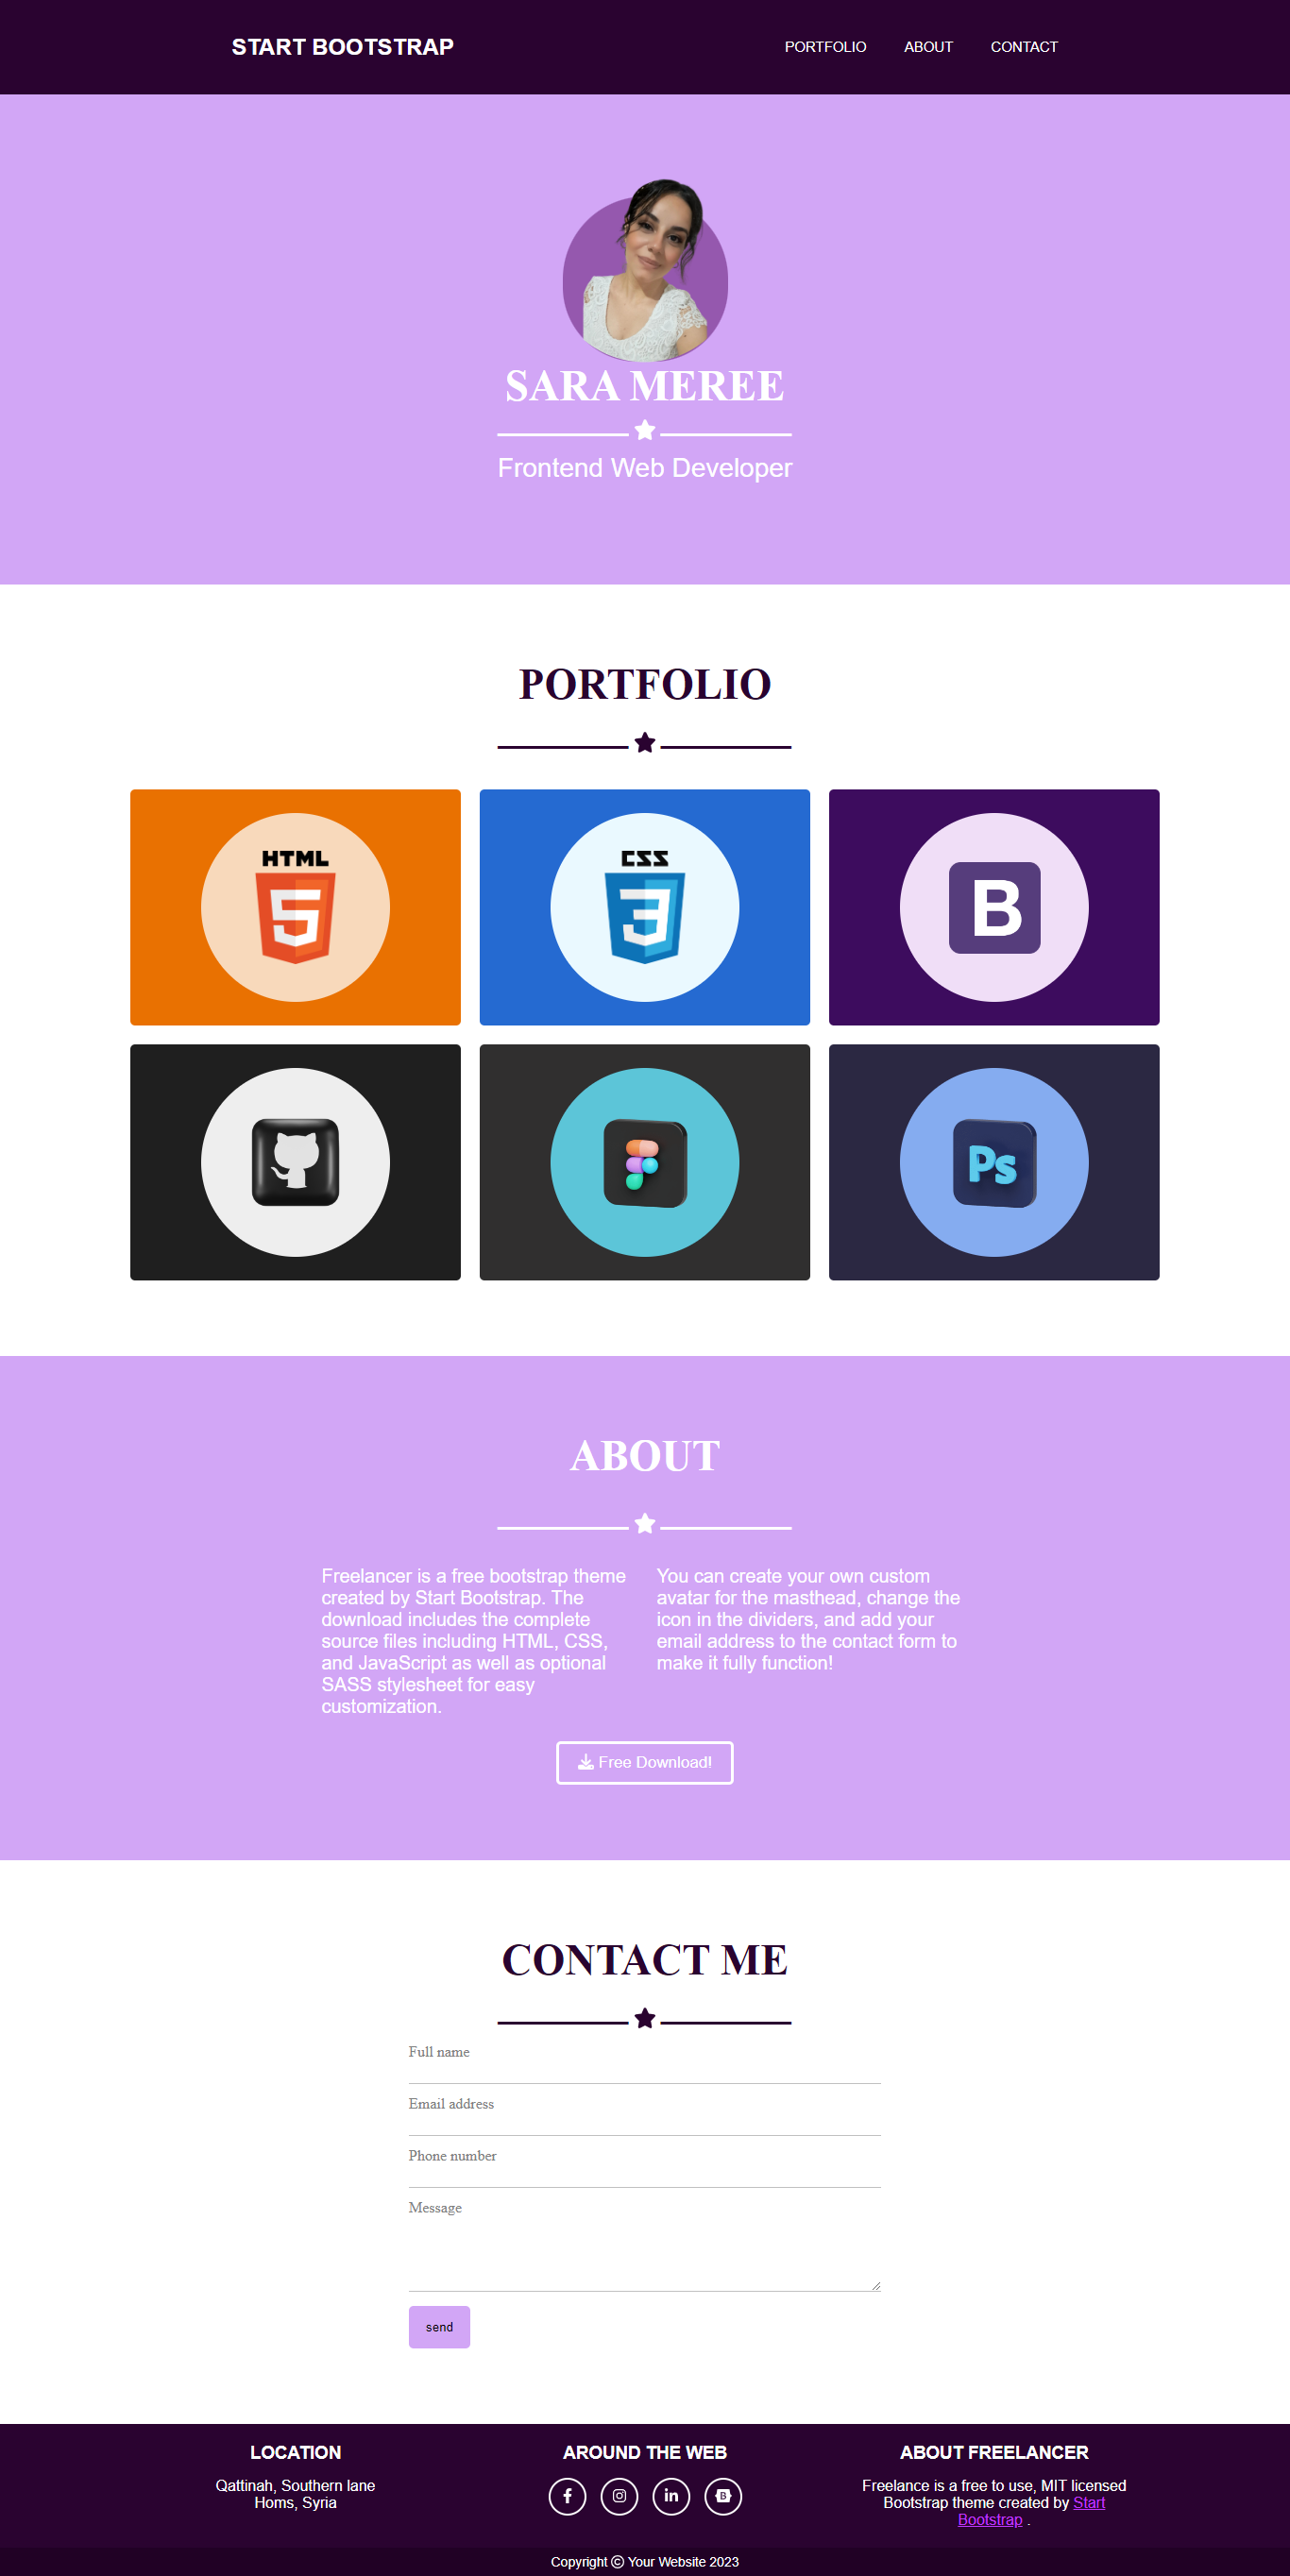 START BOOTSTRAP
PORTFOLIO ABOUT CONTACT
SARA MEREE
Frontend Web Developer
PORTFOLIO
HTML
5
CSS
3
B
Ps
ABOUT
Freelancer is a free bootstrap theme
created by Start Bootstrap. The
download includes the complete
source files including HTML, CSS,
and JavaScript as well as optional
SASS stylesheet for easy
customization.
You can create your own custom
avatar for the masthead, change the
icon in the dividers, and add your
email address to the contact form to
make it fully function!
Free Download!
CONTACT ME
Full name
Email address
Phone number
Message
send
LOCATION
Qattinah, Southern lane
Homs, Syria
AROUND THE WEB
f in B
ABOUT FREELANCER
Freelance is a free to use, MIT licensed
Bootstrap theme created by Start
Bootstrap .
Copyright © Your Website 2023